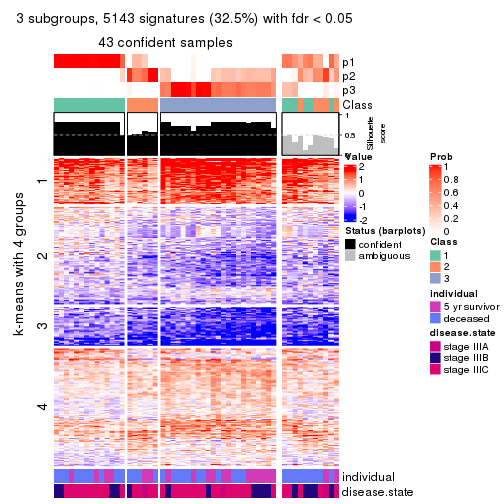 3 subgroups, 5143 signatures (32.5%) with fdr < 0.05
43 confident samples
p1
p2
p3
Class
1
0.5
0
Silhouette
score
k-means with 4 groups
1
2
3
4
individual
disease.state
Value
2
1
0
-1
-2
Status (barplots)
confident
ambiguous
Prob
1
0.8
0.6
0.4
0.2
0
Class
1
2
3
individual
5 yr survivor
deceased
disease.state
stage IIIA
stage IIIB
stage IIIC